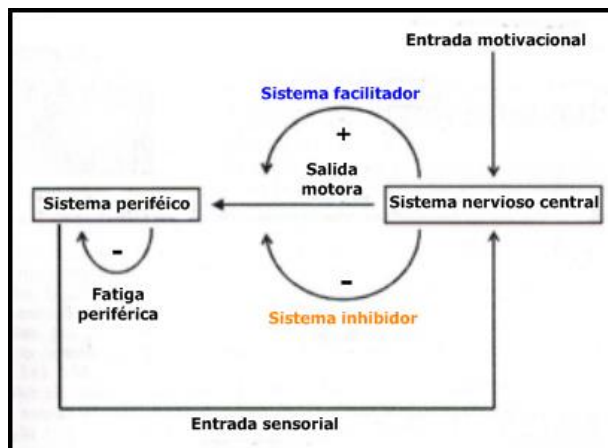 Entrada motivacional
Sistema facilitador
+
Salida
motora
Sistema periféico
Sistema nervioso central
-
Fatiga
periférica
-
Sistema inhibidor
Entrada sensorial